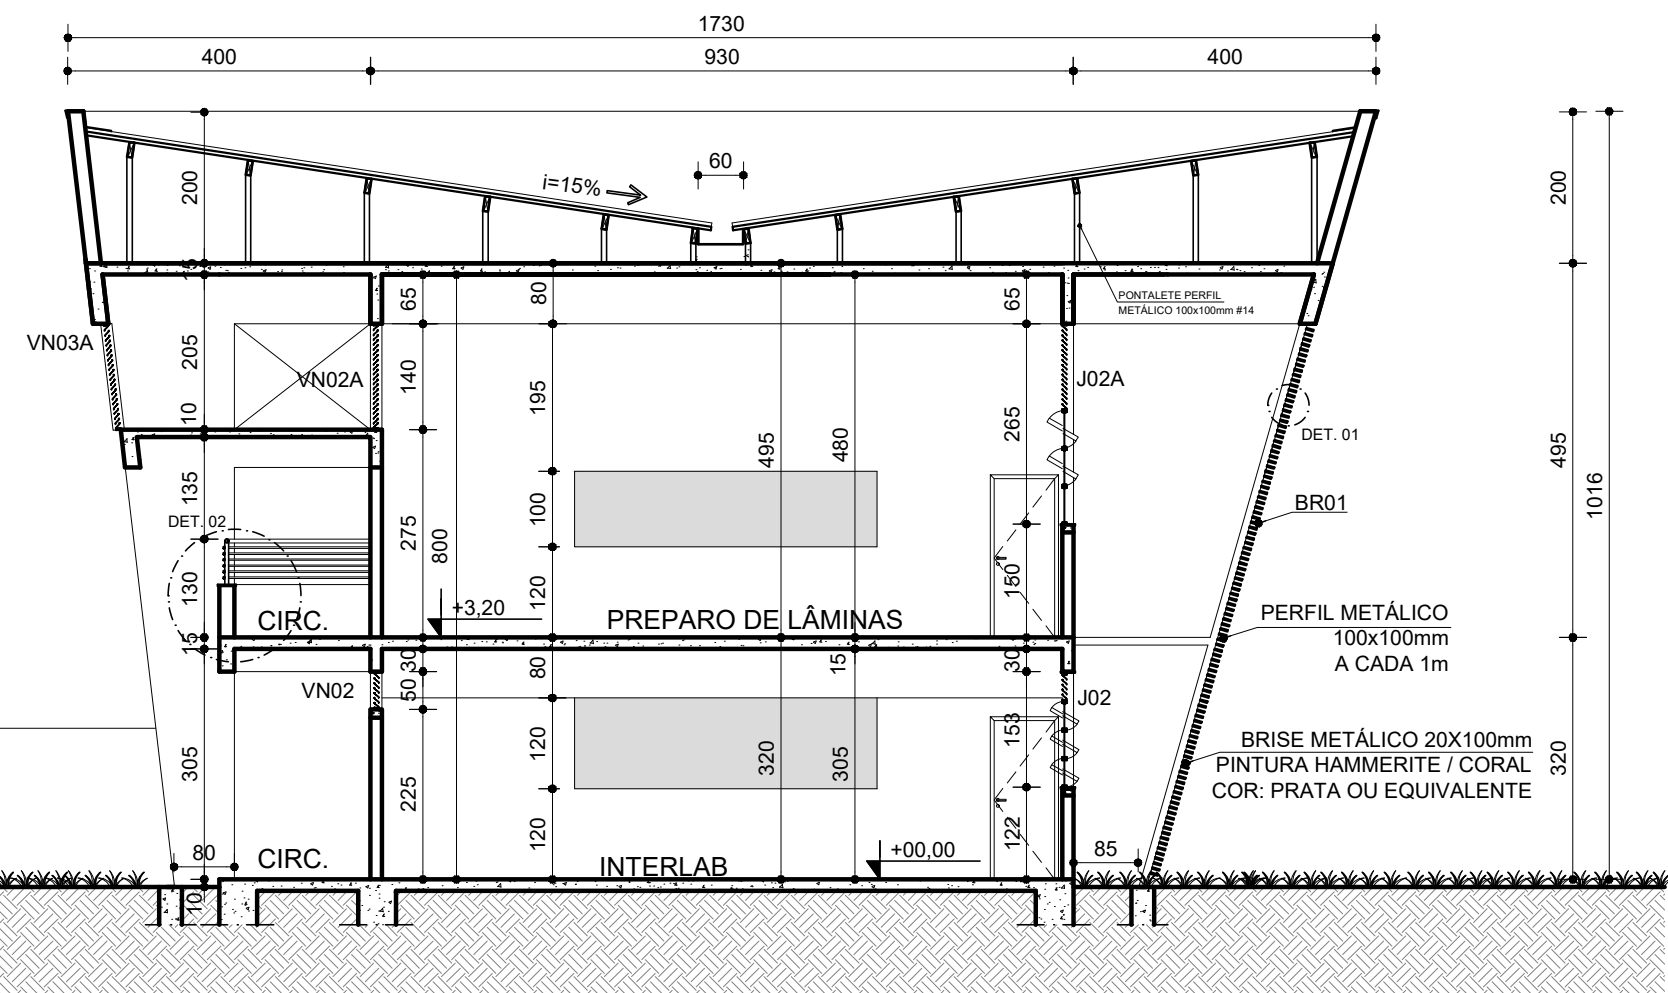 1730
400
930
400
60
i=15%
200
200
65
80
65
PONTALETE PERFIL
METÁLICO 100x100mm #14
VN03A
205
VN02A
140
195
J02A
10
265
495
480
DET. 01
495
1016
135
DET. 02
100
275
800
BR01
130
120
150
CIRC.
+3,20
PREPARO DE LÂMINAS
PERFIL METÁLICO
100x100mm
A CADA 1m
15
30
80
15
30
VN02
50
J02
153
BRISE METÁLICO 20X100mm
PINTURA HAMMERITE / CORAL
COR: PRATA OU EQUIVALENTE
305
120
320
305
320
225
120
122
80
CIRC.
INTERLAB
+00,00
85
10